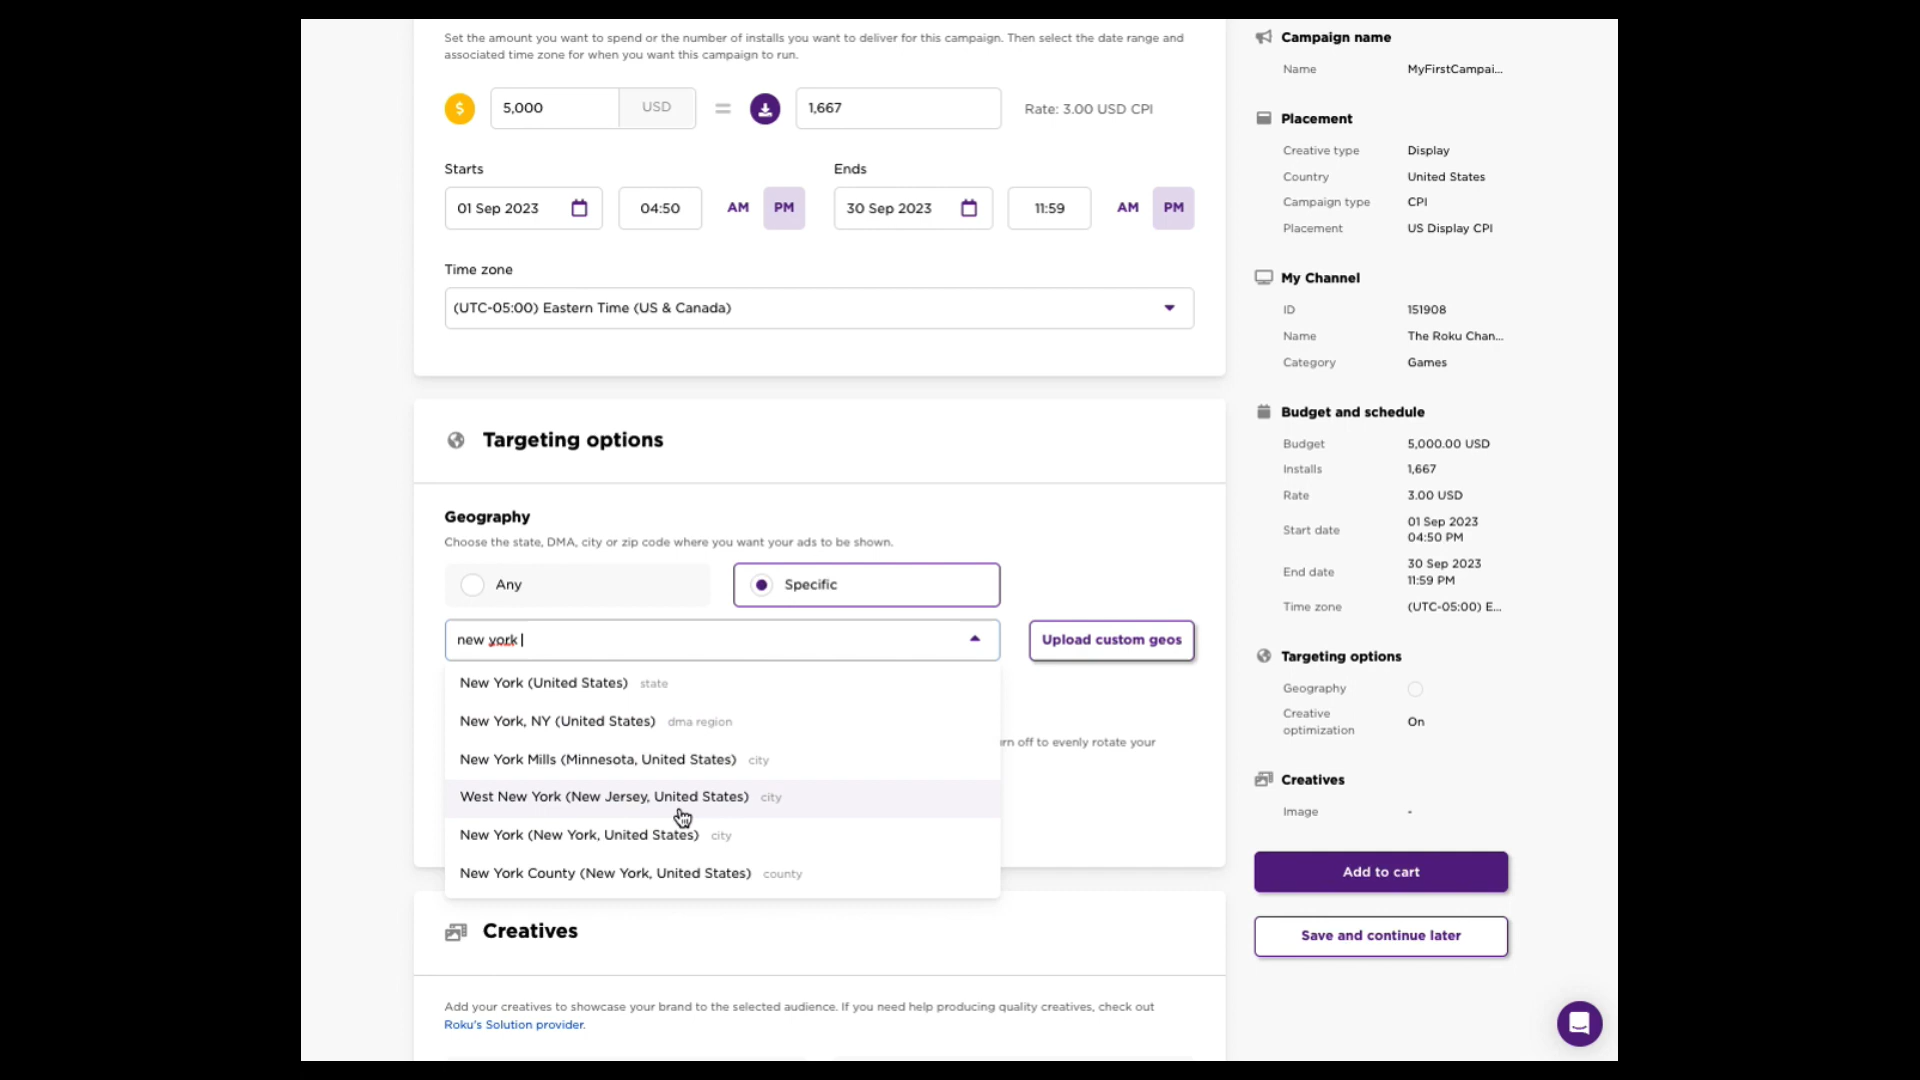 Set the amount you want to spend or the number of installs you want to deliver for this campaign. Then select the date range and
associated time zone for when you want this campaign to run.
5,000 USD = 1,667 Rate: 3.00 USD CPI
Starts Ends
01 Sep 2023 04:50 AM PM 30 Sep 2023 11:59 AM PM
Time zone
(UTC-05:00) Eastern Time (US & Canada)
Targeting options
Geography
Choose the state, DMA, city or zip code where you want your ads to be shown.
Any Specific
new york Upload custom geos
New York (United States) state
New York, NY (United States) dma region
rn off to evenly rotate your
New York Mills (Minnesota, United States) city
West New York (New Jersey, United States) city
New York (New York, United States) city
New York County (New York, United States) county
Creatives
Add your creatives to showcase your brand to the selected audience. If you need help producing quality creatives, check out
Roku's Solution provider.
Campaign name
Name MyFirstCampai...
Placement
Creative type Display
Country United States
Campaign type CPI
Placement US Display CPI
My Channel
ID 151908
Name The Roku Chan...
Category Games
Budget and schedule
Budget 5,000.00 USD
Installs 1,667
Rate 3.00 USD
Start date 01 Sep 2023
04:50 PM
End date 30 Sep 2023
11:59 PM
Time zone (UTC-05:00) E...
Targeting options
Geography
Creative
optimization On
Creatives
Image -
Add to cart
Save and continue later